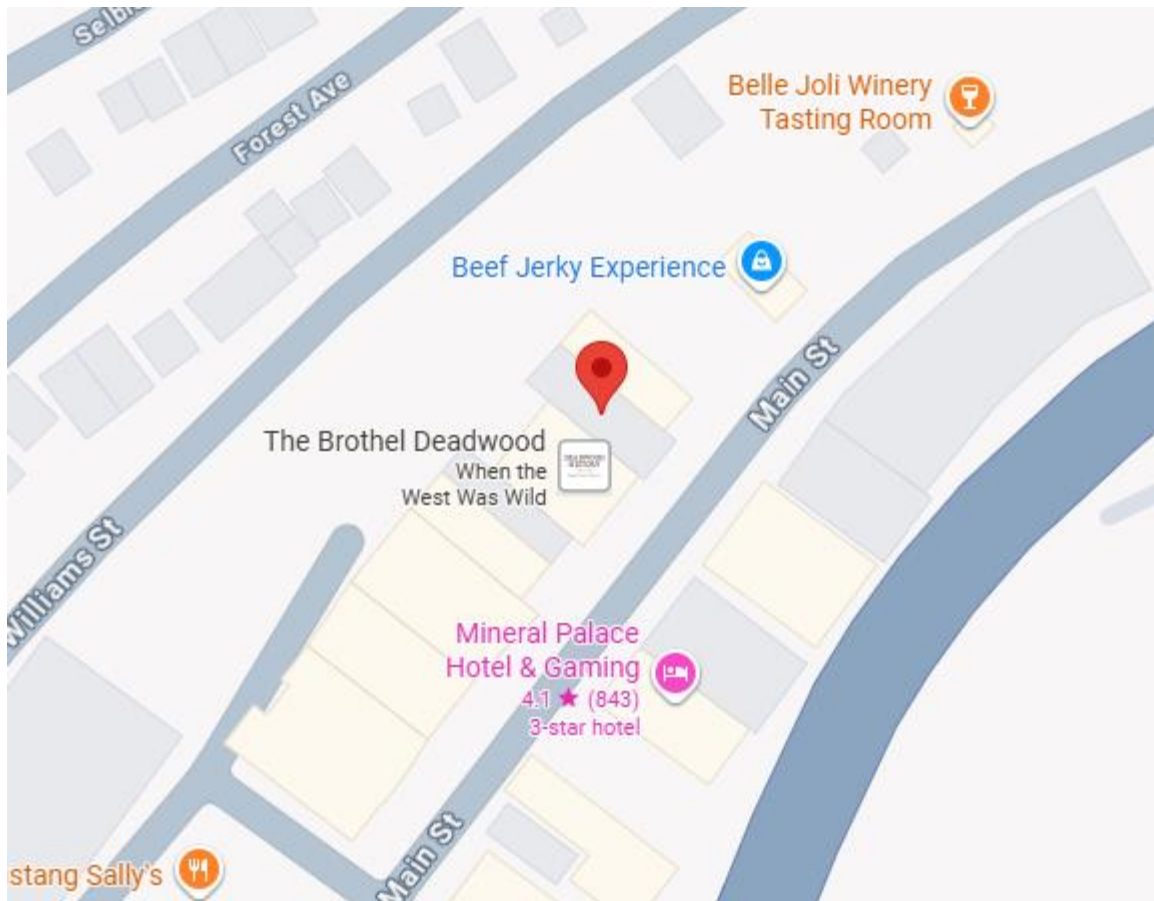 Selbi
Forest Ave
Belle Joli Winery
Tasting Room
Beef Jerky Experience
Main St
The Brothel Deadwood
When the
West Was Wild
Williams St
Mineral Palace
Hotel & Gaming
4.1 ★ (843)
3-star hotel
Main St
stang Sally's